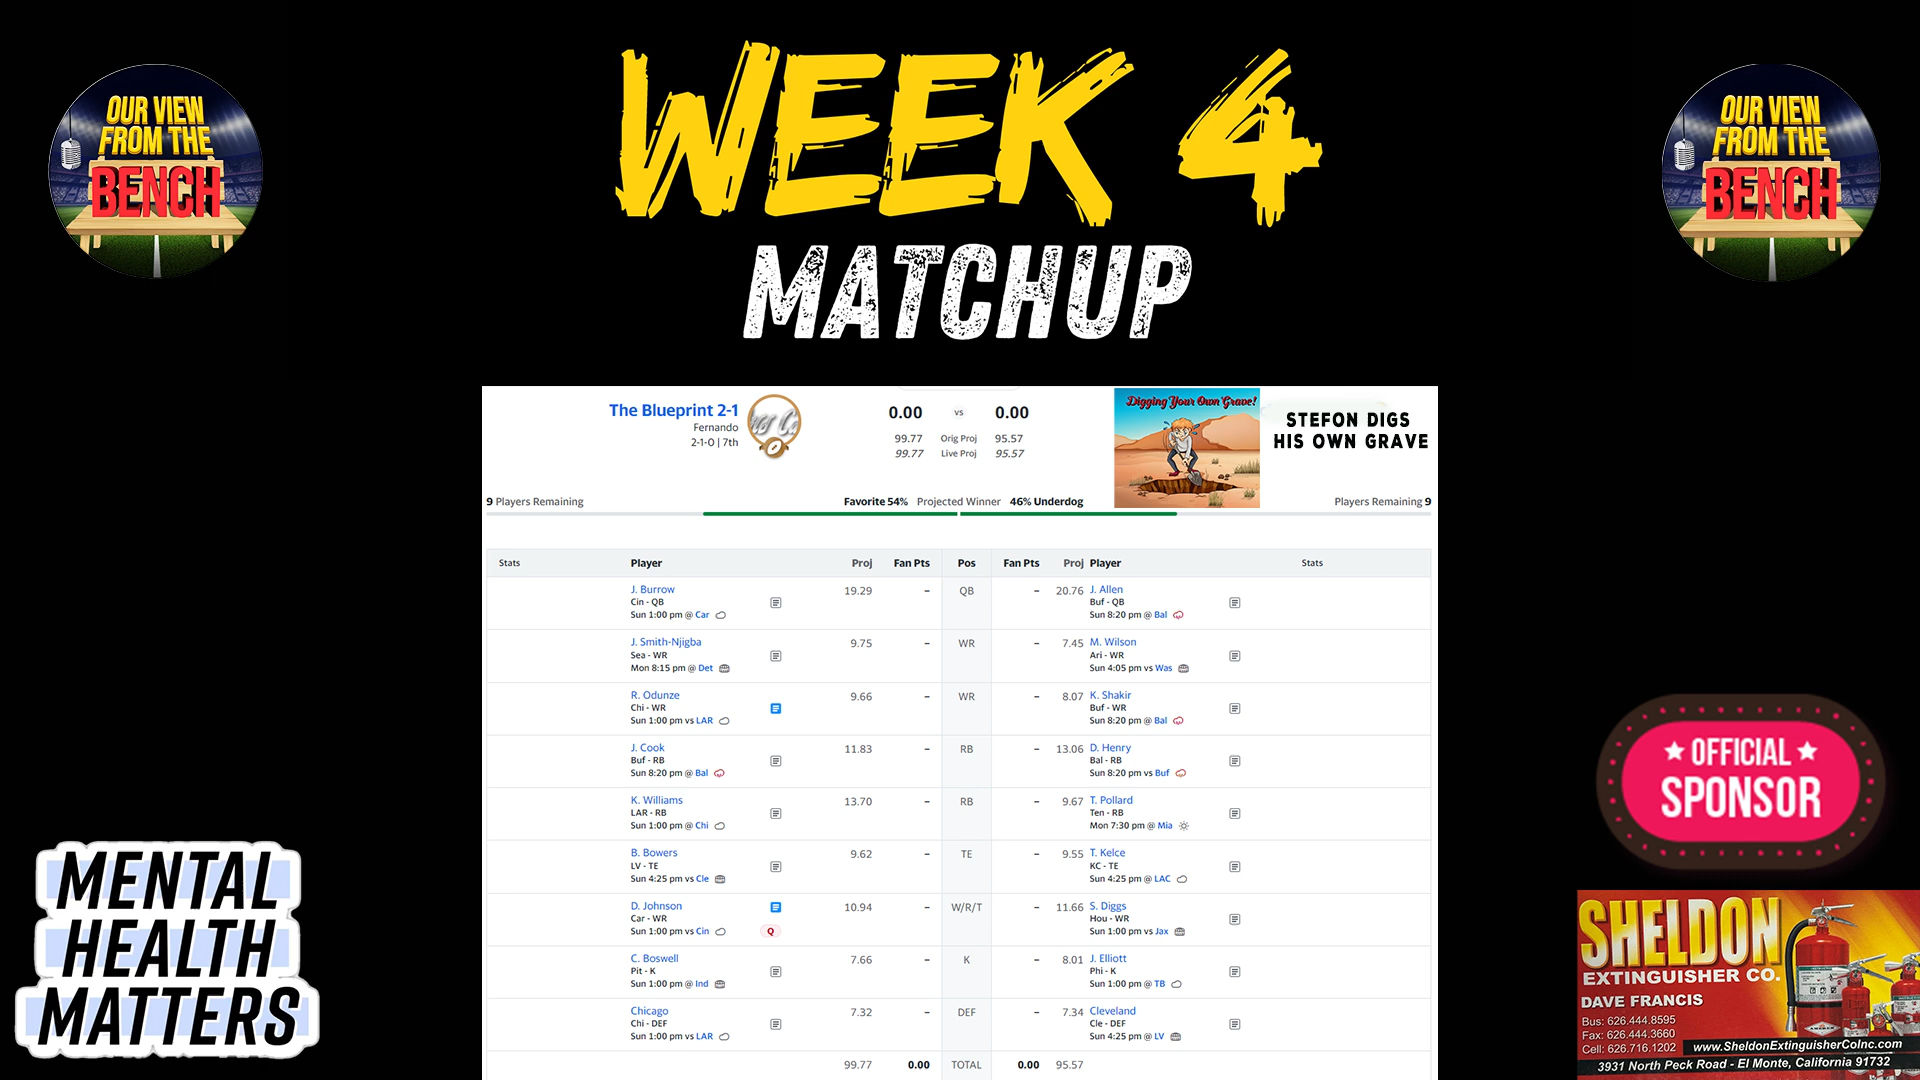 WEEK 4
MATCHUP
OUR VIEW
FROM THE
BENCH
OUR VIEW
FROM THE
BENCH
The Blueprint 2-1
Fernando
2-1-0 | 7th
0.00 vs 0.00
99.77 Orig Proj 95.57
99.77 Live Proj 95.57
Digging Your Own Grave!
STEFON DIGS
HIS OWN GRAVE
9 Players Remaining
Favorite 54% Projected Winner 46% Underdog
Players Remaining 9
Stats Player Proj Fan Pts Pos Fan Pts Proj Player Stats
J. Burrow 19.29 – QB – 20.76 J. Allen
Cin - QB Buf - QB
Sun 1:00 pm @ Car Sun 8:20 pm @ Bal
J. Smith-Njigba 9.75 – WR – 7.45 M. Wilson
Sea - WR Ari - WR
Mon 8:15 pm @ Det Sun 4:05 pm vs Was
R. Odunze 9.66 – WR – 8.07 K. Shakir
Chi - WR Buf - WR
Sun 1:00 pm vs LAR Sun 8:20 pm @ Bal
J. Cook 11.83 – RB – 13.06 D. Henry
Buf - RB Bal - RB
Sun 8:20 pm @ Bal Sun 8:20 pm vs Buf
K. Williams 13.70 – RB – 9.67 T. Pollard
LAR - RB Ten - RB
Sun 1:00 pm @ Chi Mon 7:30 pm @ Mia
B. Bowers 9.62 – TE – 9.55 T. Kelce
LV - TE KC - TE
Sun 4:25 pm vs Cle Sun 4:25 pm @ LAC
D. Johnson 10.94 – W/R/T – 11.66 S. Diggs
Car - WR Hou - WR
Sun 1:00 pm vs Cin Q Sun 1:00 pm vs Jax
C. Boswell 7.66 – K – 8.01 J. Elliott
Pit - K Phi - K
Sun 1:00 pm @ Ind Sun 1:00 pm @ TB
Chicago 7.32 – DEF – 7.34 Cleveland
Chi - DEF Cle - DEF
Sun 1:00 pm vs LAR Sun 4:25 pm @ LV
99.77 0.00 TOTAL 0.00 95.57
MENTAL
HEALTH
MATTERS
★ OFFICIAL ★
SPONSOR
SHELDON
EXTINGUISHER CO.
DAVE FRANCIS
Bus: 626.444.8595
Fax: 626.444.3660
Cell: 626.716.1202
www.SheldonExtinguisherCoInc.com
3931 North Peck Road - El Monte, California 91732